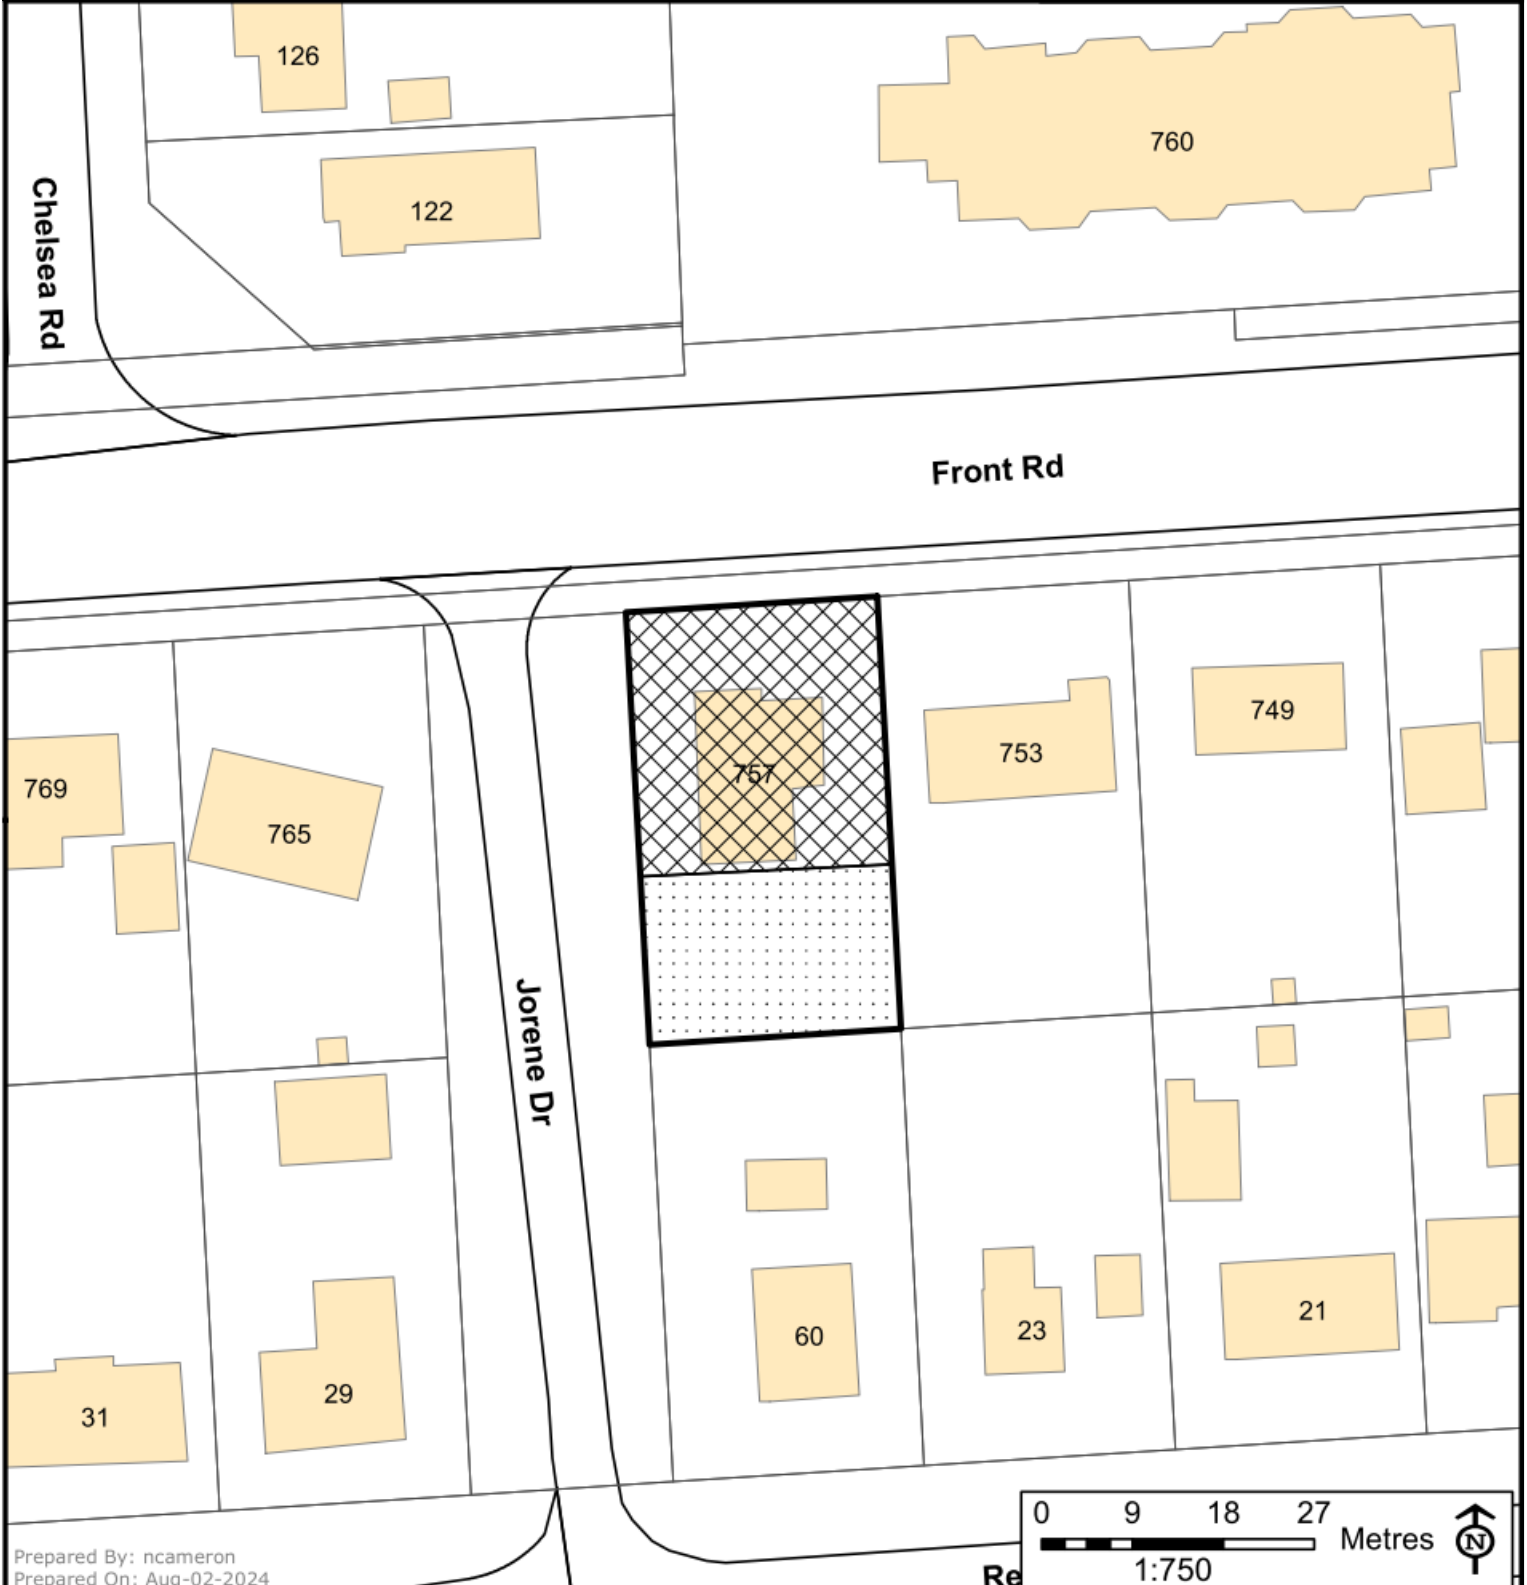 126
760
122
Chelsea Rd
Front Rd
749
753
757
769
765
Jorene Dr
60
23
21
29
31
0 9 18 27
Metres
1:750
N
Prepared By: ncameron
Prepared On: Aug-02-2024